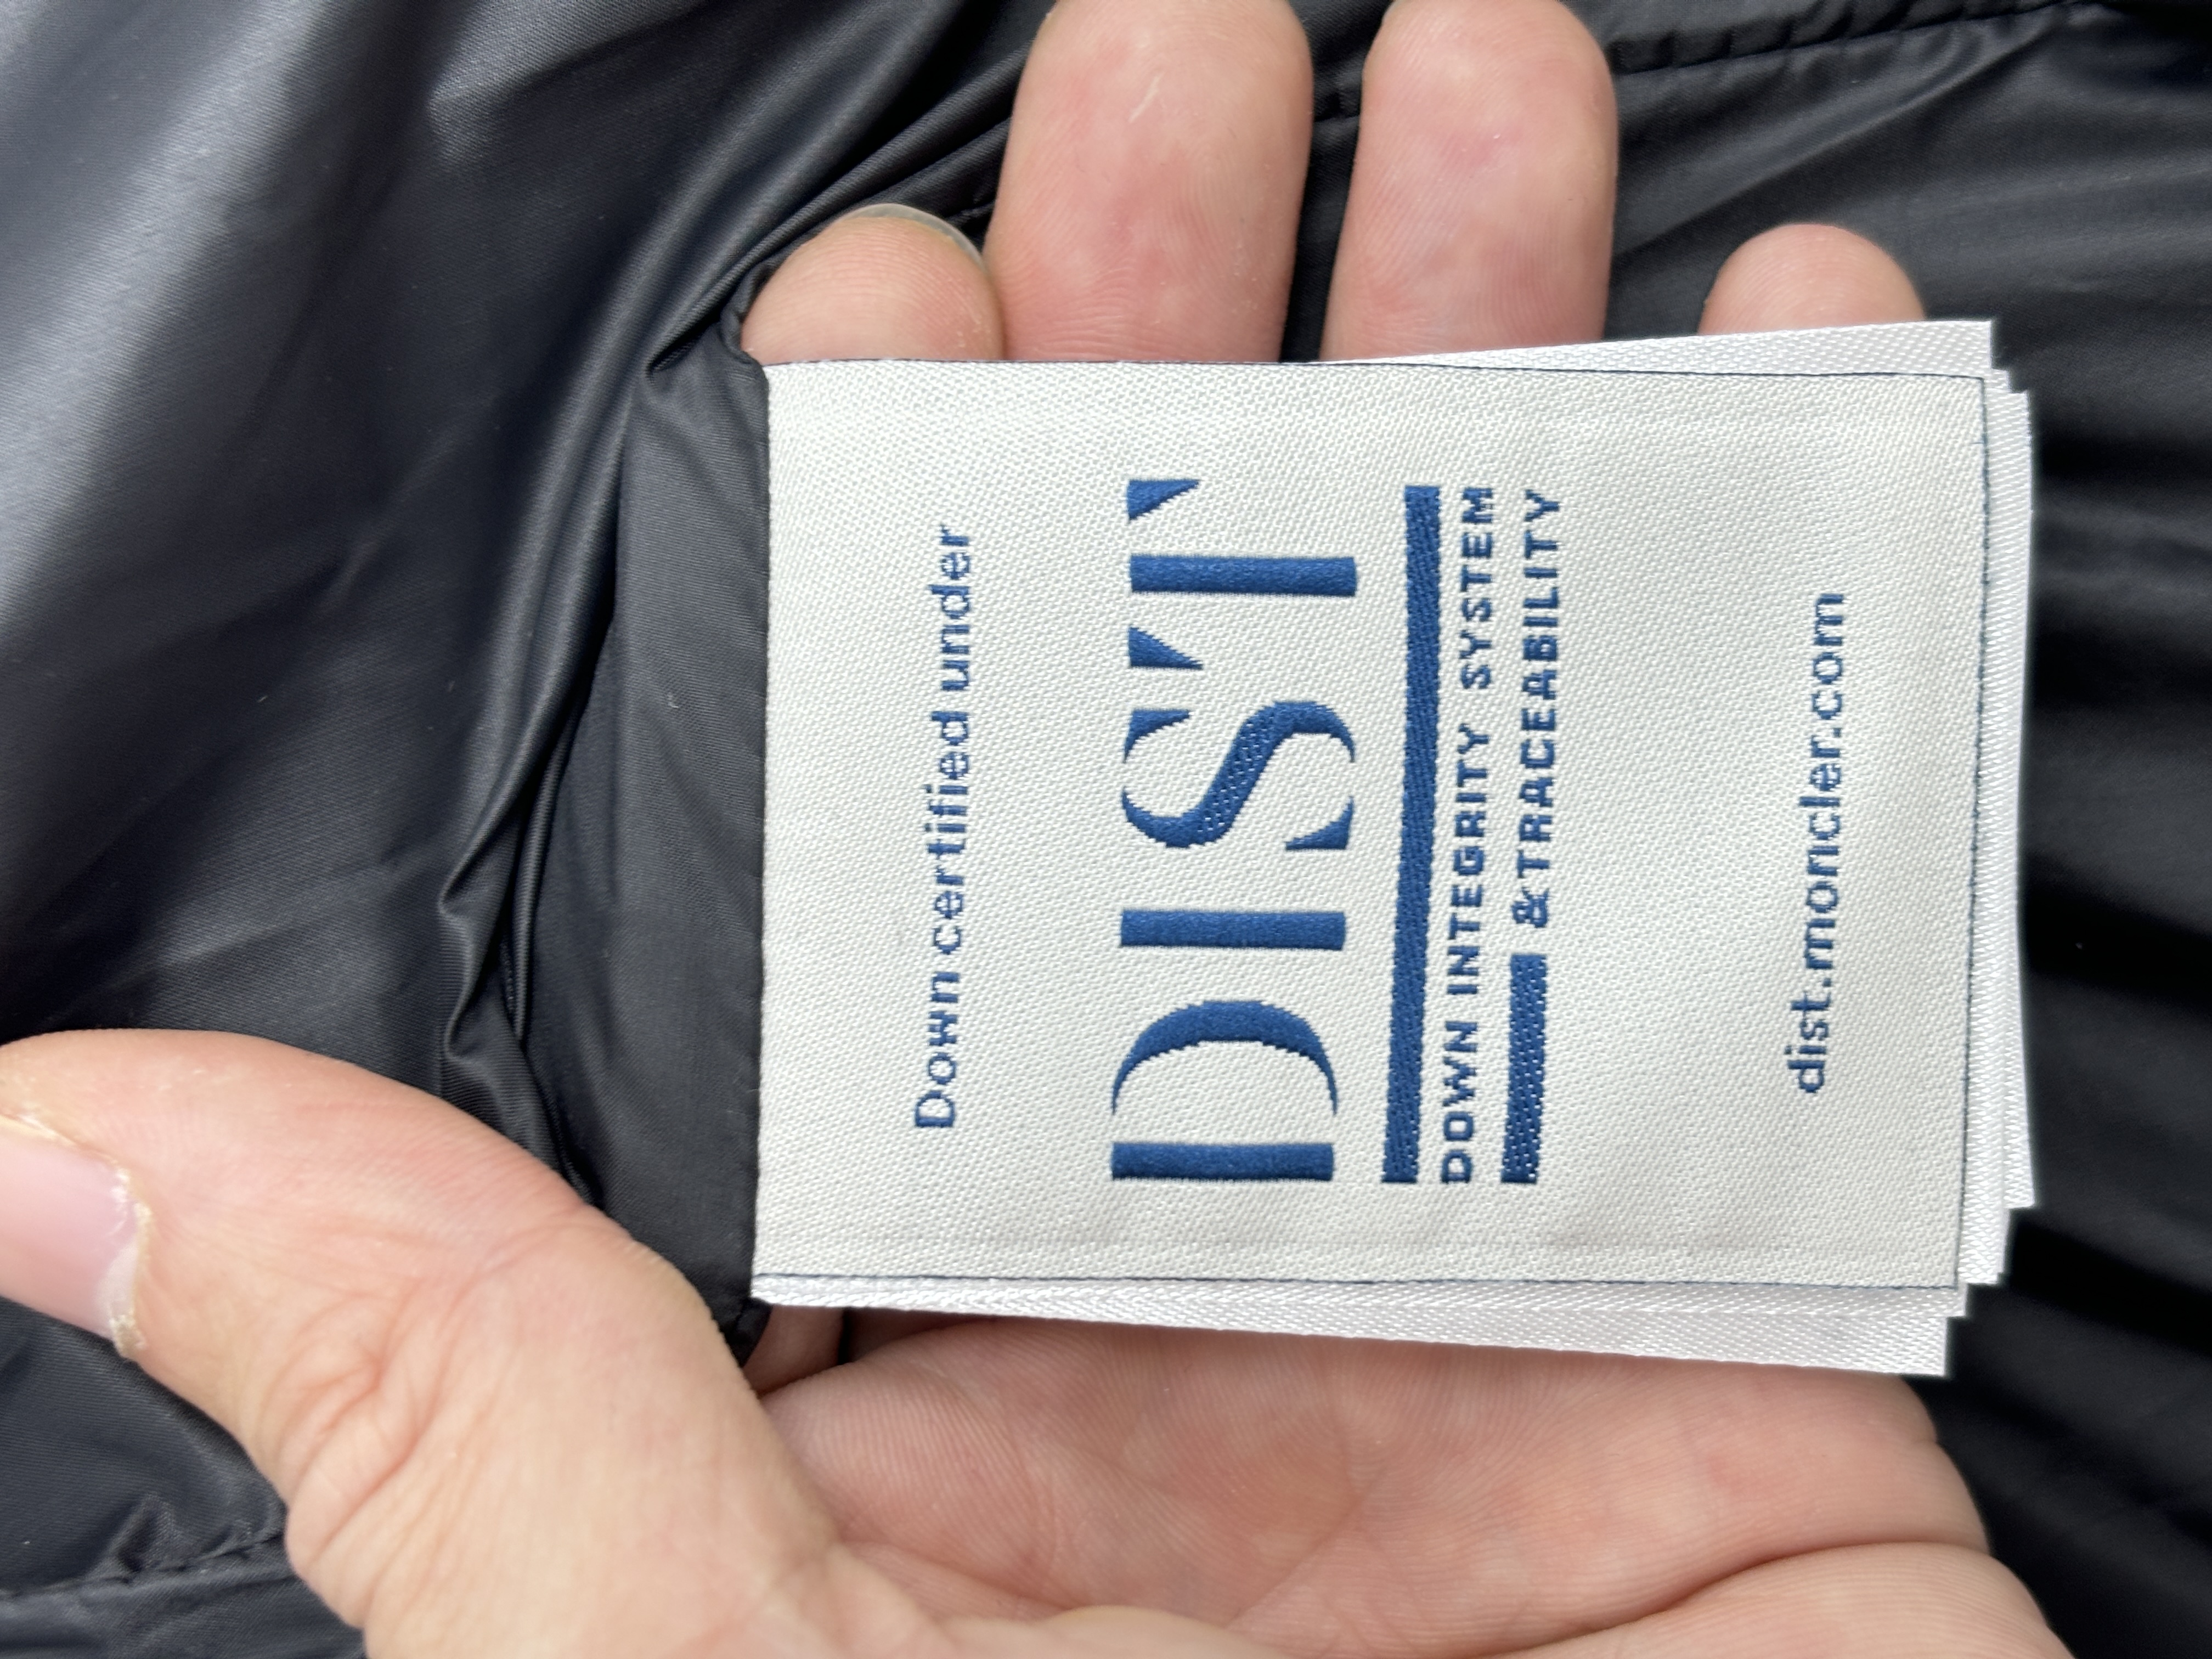 Down certified under
DIST
DOWN INTEGRITY SYSTEM
& TRACEABILITY
dist.moncler.com